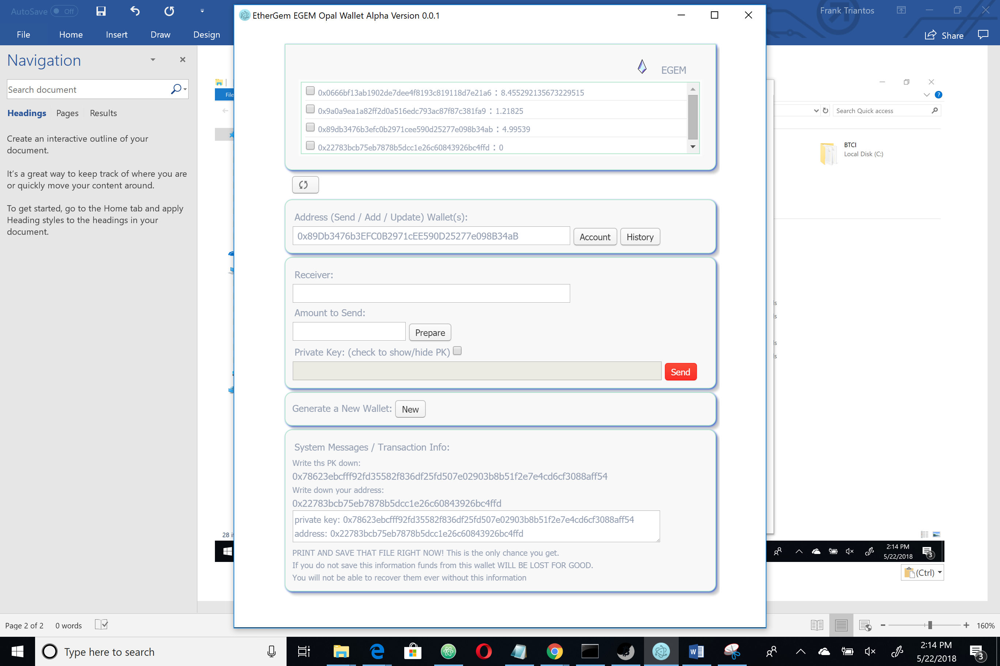 AutoSave Off
Frank Triantos
File Home Insert Draw Design
Share
EtherGem EGEM Opal Wallet Alpha Version 0.0.1
Navigation
Search document
Headings Pages Results
Create an interactive outline of your
document.
It's a great way to keep track of where you are
or quickly move your content around.
To get started, go to the Home tab and apply
Heading styles to the headings in your
document.
File
28 i
EGEM
0x0666bf13ab1902de7dee4f8193c819118d7e21a6 : 8.455292135673229515
0x9a0a9ea1a82ff2d0a516edc793ac87f87c381fa9 : 1.21825
0x89db3476b3efc0b2971cee590d25277e098b34ab : 4.99539
0x22783bcb75eb7878b5dcc1e26c60843926bc4ffd : 0
Address (Send / Add / Update) Wallet(s):
0x89Db3476b3EFC0B2971cEE590D25277e098B34aB Account History
Receiver:
Amount to Send:
Prepare
Private Key: (check to show/hide PK)
Send
Generate a New Wallet: New
System Messages / Transaction Info:
Write ths PK down:
0x78623ebcfff92fd35582f836df25fd507e02903b8b51f2e7e4cd6cf3088aff54
Write down your address:
0x22783bcb75eb7878b5dcc1e26c60843926bc4ffd
private key: 0x78623ebcfff92fd35582f836df25fd507e02903b8b51f2e7e4cd6cf3088aff54
address: 0x22783bcb75eb7878b5dcc1e26c60843926bc4ffd
PRINT AND SAVE THAT FILE RIGHT NOW! This is the only chance you get.
If you do not save this information funds from this wallet WILL BE LOST FOR GOOD.
You will not be able to recover them ever without this information
Search Quick access
BTCI
Local Disk (C:)
ls
ls
ls
ls
2:14 PM
5/22/2018
3
(Ctrl)
Page 2 of 2 0 words
160%
Type here to search
2:14 PM
5/22/2018
3